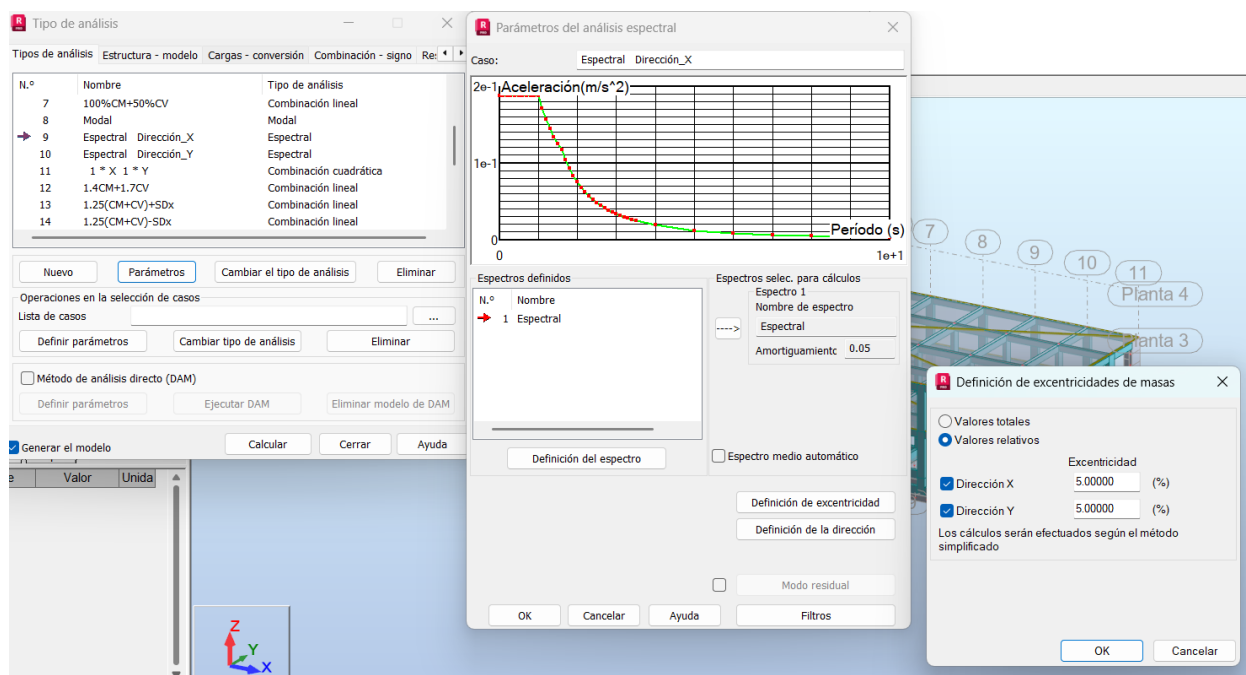 Tipo de análisis
Tipos de análisis Estructura - modelo Cargas - conversión Combinación - signo Re:
N.º Nombre Tipo de análisis
7 100%CM+50%CV Combinación lineal
8 Modal Modal
9 Espectral Dirección_X Espectral
10 Espectral Dirección_Y Espectral
11 1 * X 1 * Y Combinación cuadrática
12 1.4CM+1.7CV Combinación lineal
13 1.25(CM+CV)+SDx Combinación lineal
14 1.25(CM+CV)-SDx Combinación lineal
Nuevo Parámetros Cambiar el tipo de análisis Eliminar
Operaciones en la selección de casos
Lista de casos ...
Definir parámetros Cambiar tipo de análisis Eliminar
Método de análisis directo (DAM)
Definir parámetros Ejecutar DAM Eliminar modelo de DAM
Generar el modelo Calcular Cerrar Ayuda
e Valor Unida
Z
Y
X
Parámetros del análisis espectral
Caso: Espectral Dirección_X
2e-1 Aceleración(m/s^2)
1e-1
Período (s)
0
0 1e+1
Espectros definidos
N.º Nombre
1 Espectral
Definición del espectro
Espectros selec. para cálculos
Espectro 1
Nombre de espectro
---->
Espectral
Amortiguamientc 0.05
Espectro medio automático
Definición de excentricidad
Definición de la dirección
Modo residual
OK Cancelar Ayuda Filtros
7
8
9
10
11
Planta 4
Planta 3
Definición de excentricidades de masas
Valores totales
Valores relativos
Excentricidad
Dirección X 5.00000 (%)
Dirección Y 5.00000 (%)
Los cálculos serán efectuados según el método
simplificado
OK Cancelar